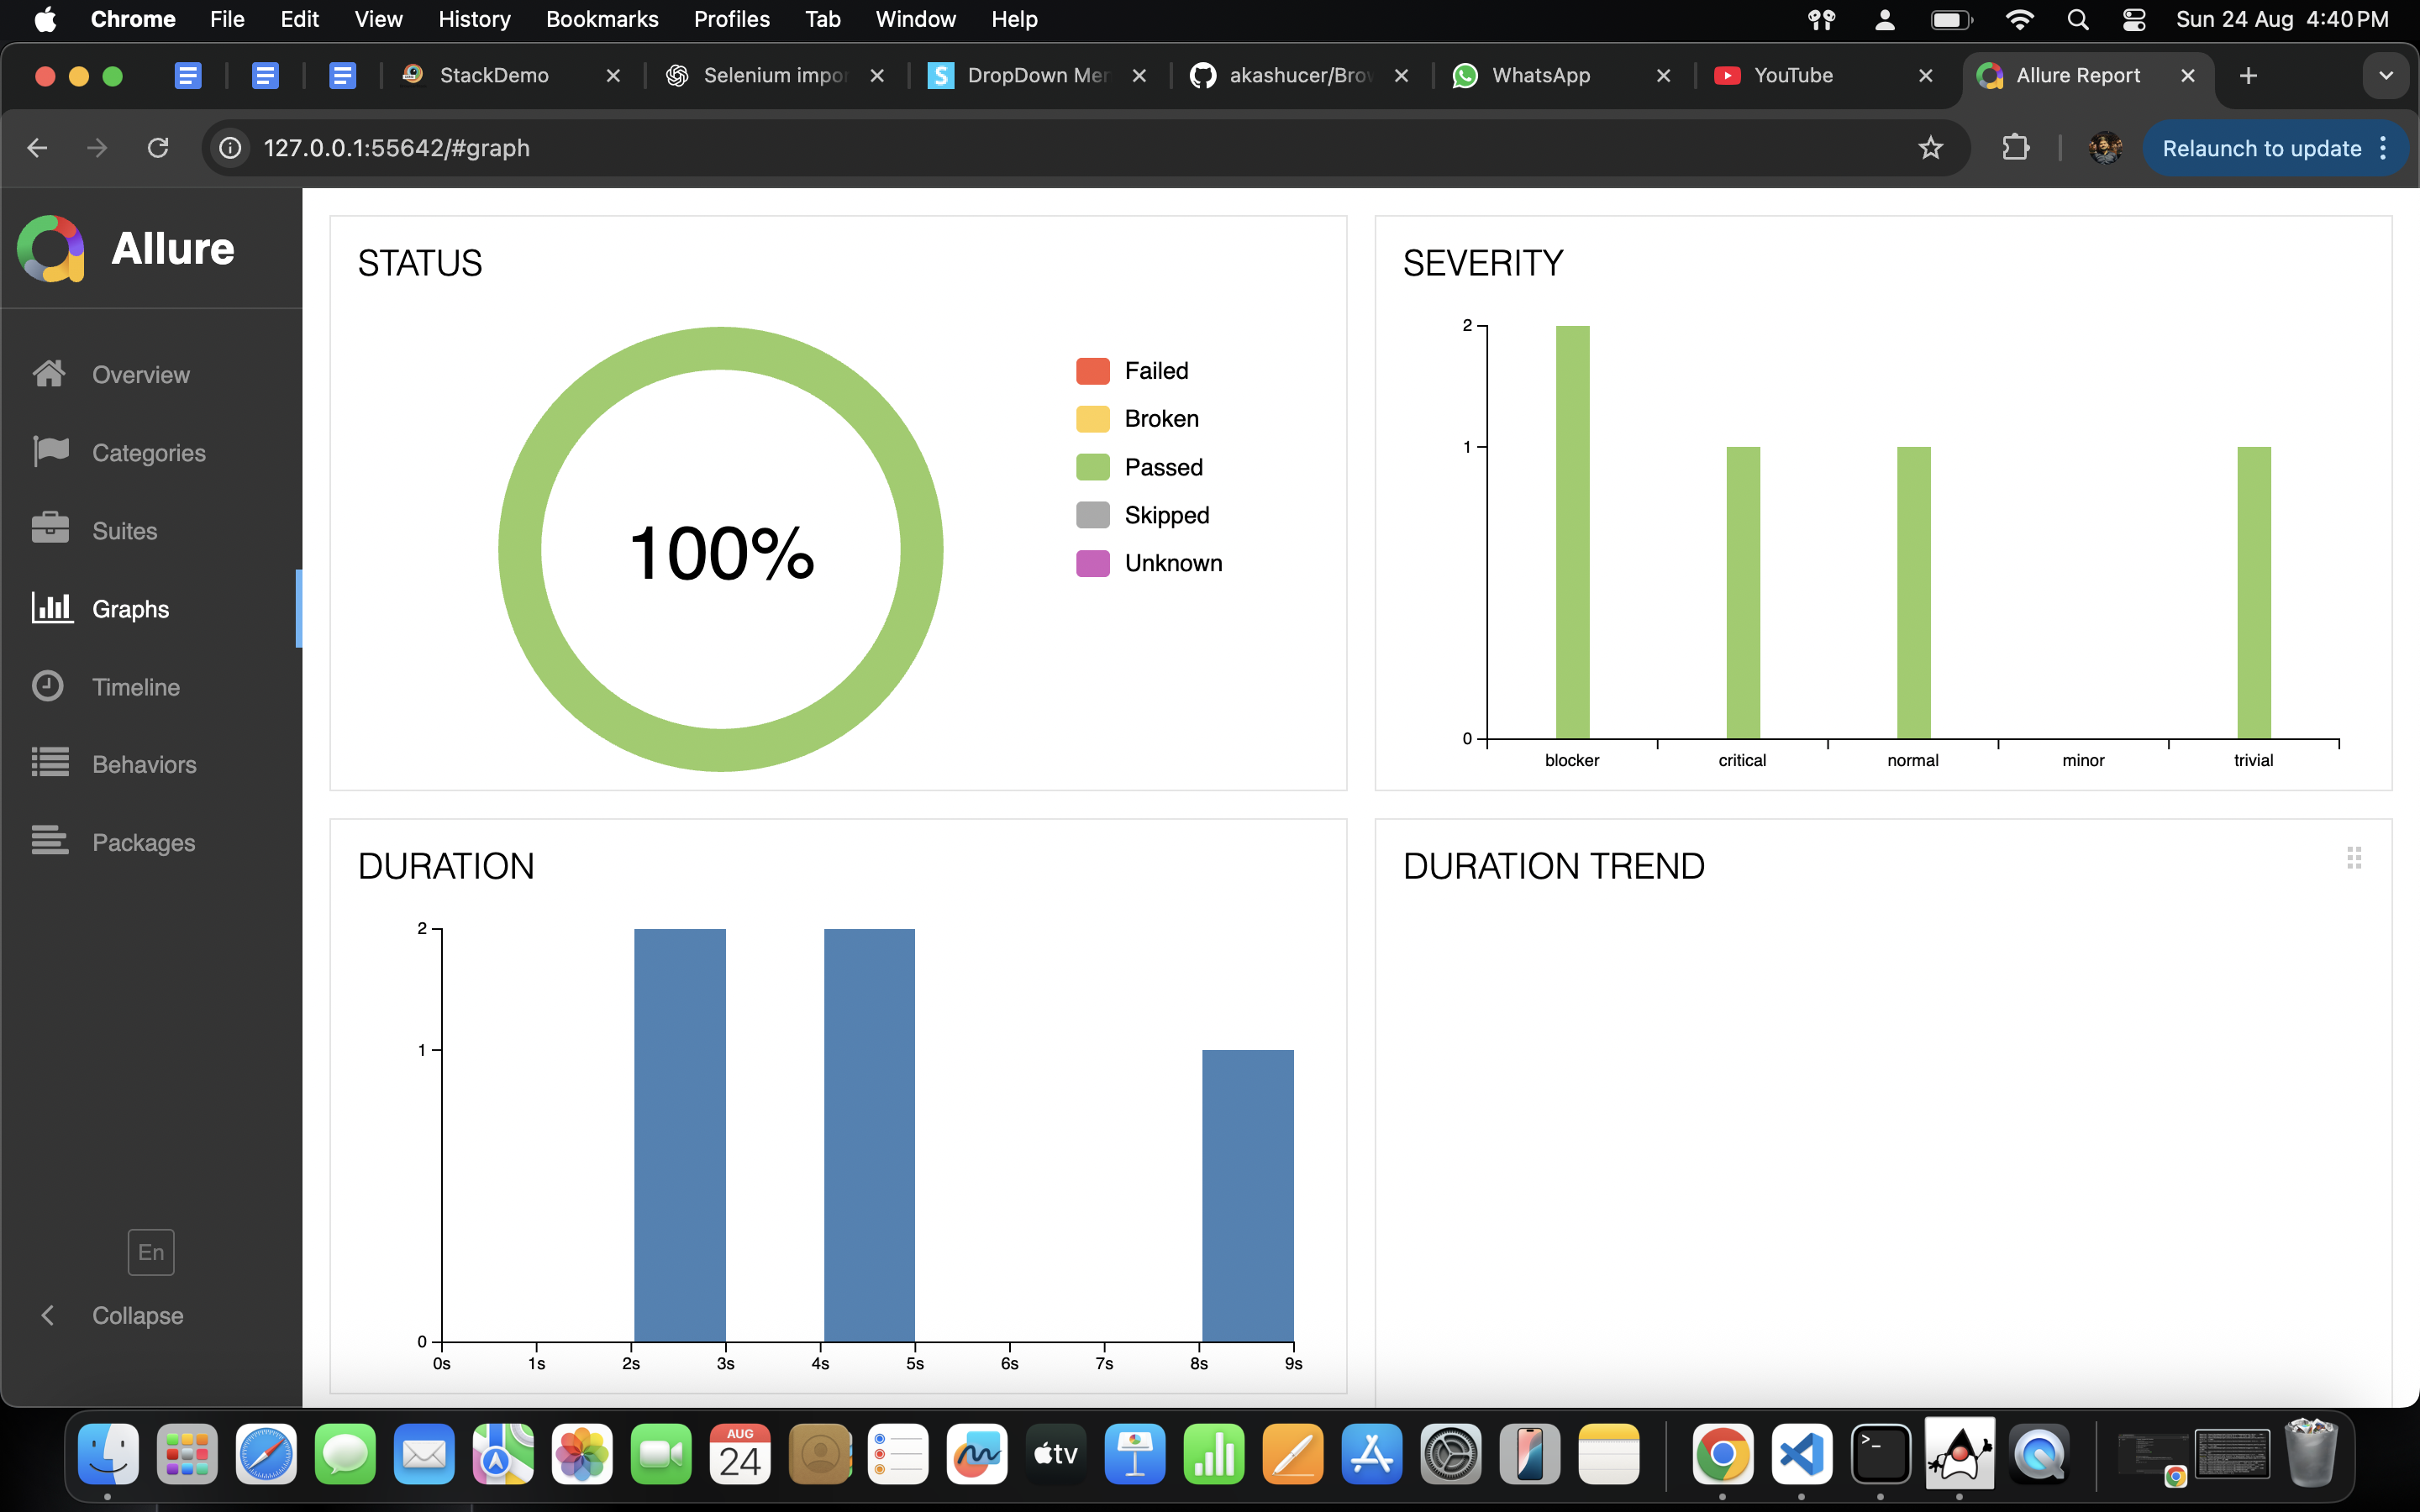 Chrome File Edit View History Bookmarks Profiles Tab Window Help Sun 24 Aug 4:40 PM
StackDemo Selenium impo DropDown Mer akashucer/Brow WhatsApp YouTube Allure Report
127.0.0.1:55642/#graph Relaunch to update
Allure
Overview
Categories
Suites
Graphs
Timeline
Behaviors
Packages
En
Collapse
STATUS
100%
Failed
Broken
Passed
Skipped
Unknown
SEVERITY
2
1
0
blocker critical normal minor trivial
DURATION
2
1
0
0s 1s 2s 3s 4s 5s 6s 7s 8s 9s
DURATION TREND
AUG
24
tv
>_